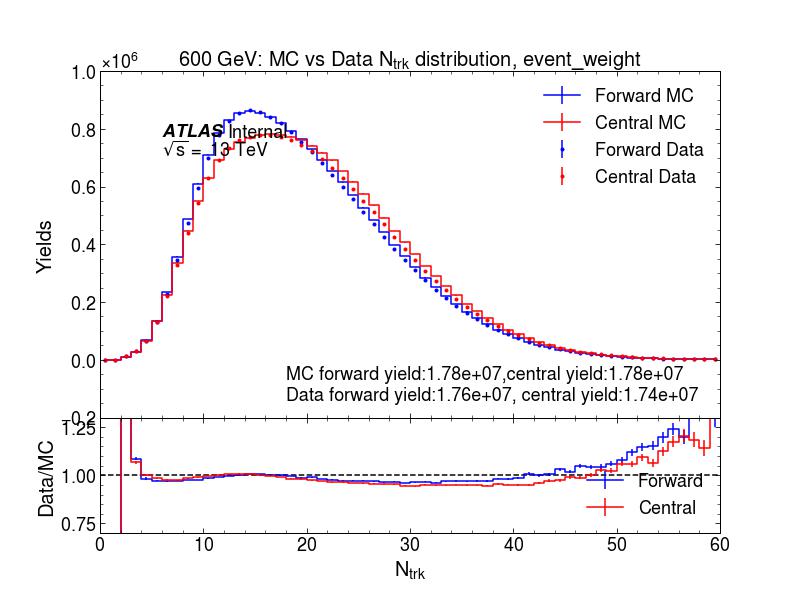 ×10⁶
600 GeV: MC vs Data Nₜᵣₖ distribution, event_weight
1.0
0.8
0.6
0.4
0.2
0.0
0.2
Yields
ATLAS Internal
√s = 13 TeV
Forward MC
Central MC
Forward Data
Central Data
MC forward yield:1.78e+07,central yield:1.78e+07
Data forward yield:1.76e+07, central yield:1.74e+07
1.25
1.00
0.75
Data/MC
Forward
Central
0 10 20 30 40 50 60
Nₜᵣₖ